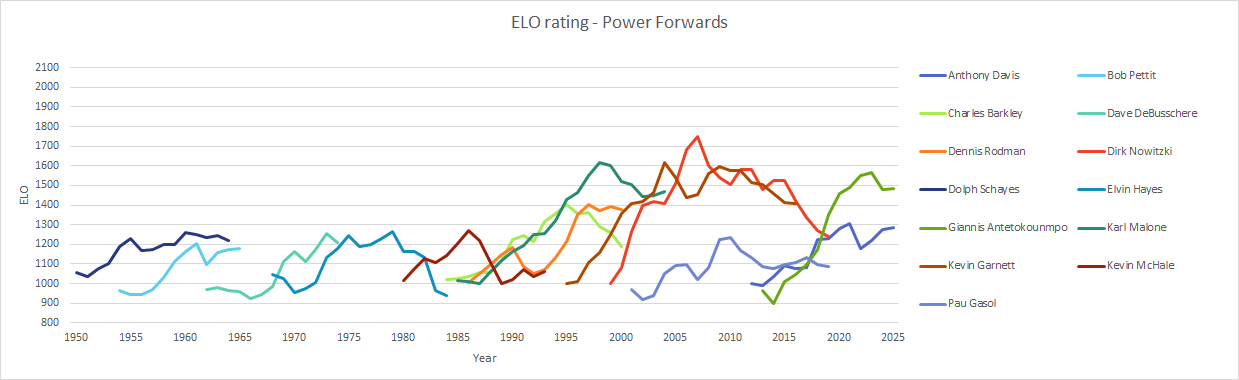 ELO rating - Power Forwards
2100
2000
1900
1800
1700
1600
1500
1400
1300
1200
1100
1000
900
800
ELO
1950 1955 1960 1965 1970 1975 1980 1985 1990 1995 2000 2005 2010 2015 2020 2025
Year
Anthony Davis Bob Pettit
Charles Barkley Dave DeBusschere
Dennis Rodman Dirk Nowitzki
Dolph Schayes Elvin Hayes
Giannis Antetokounmpo Karl Malone
Kevin Garnett Kevin McHale
Pau Gasol